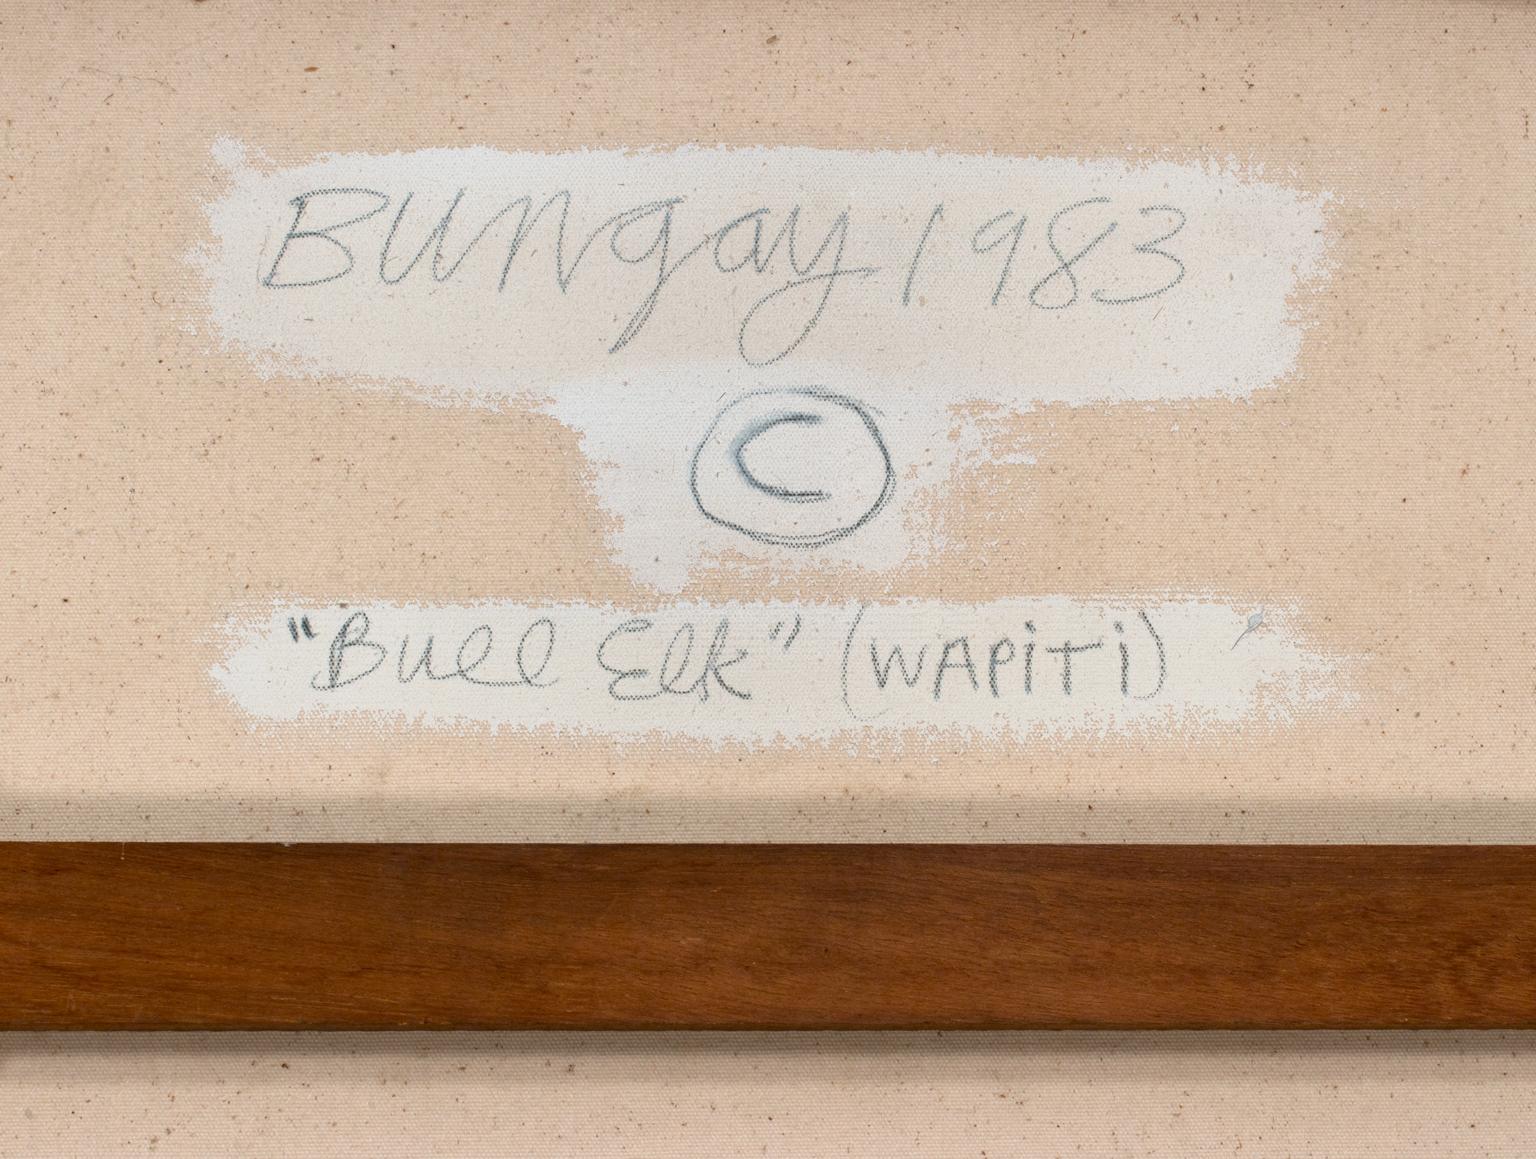 Bungay 1983
©
"Bull Elk" (WAPiTi)